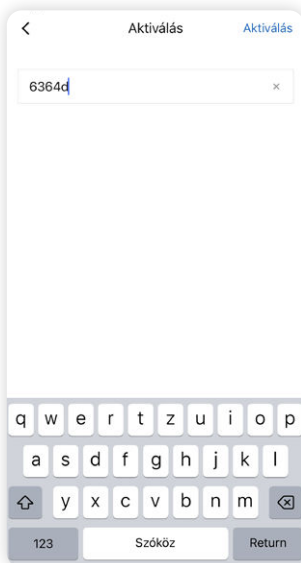 Aktiválás Aktiválás
6364d
q w e r t z u i o p
a s d f g h j k l
y x c v b n m
123 Szóköz Return